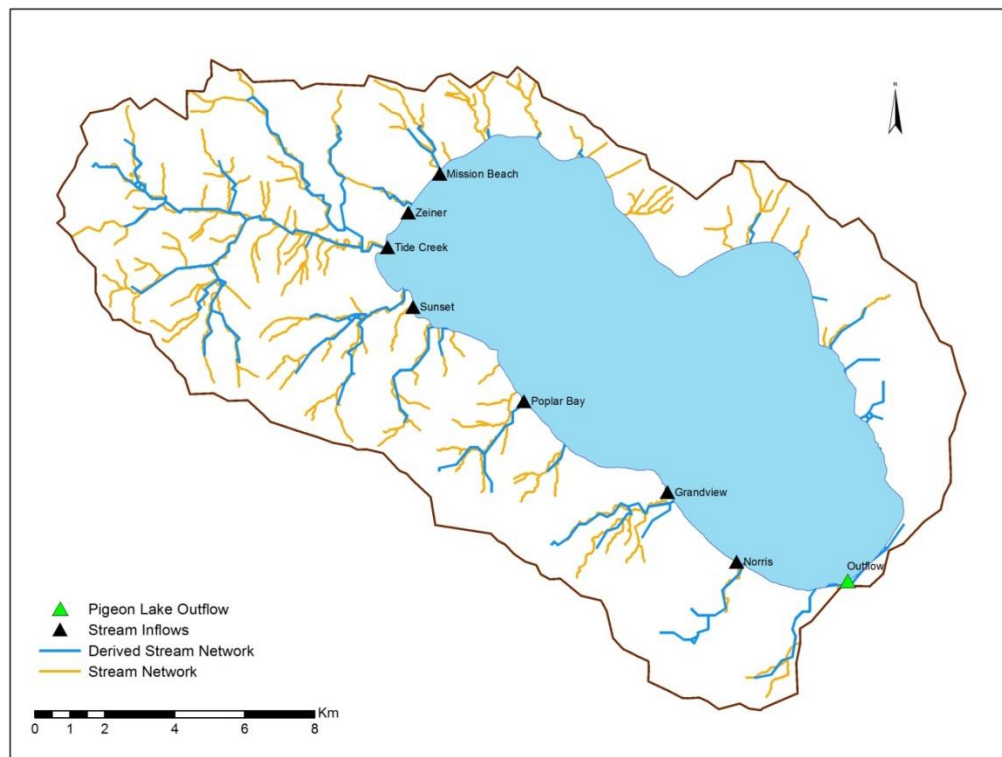 N
Mission Beach
Zeiner
Tide Creek
Sunset
Poplar Bay
Grandview
Norris
Outflow
Pigeon Lake Outflow
Stream Inflows
Derived Stream Network
Stream Network
Km
0 1 2 4 6 8